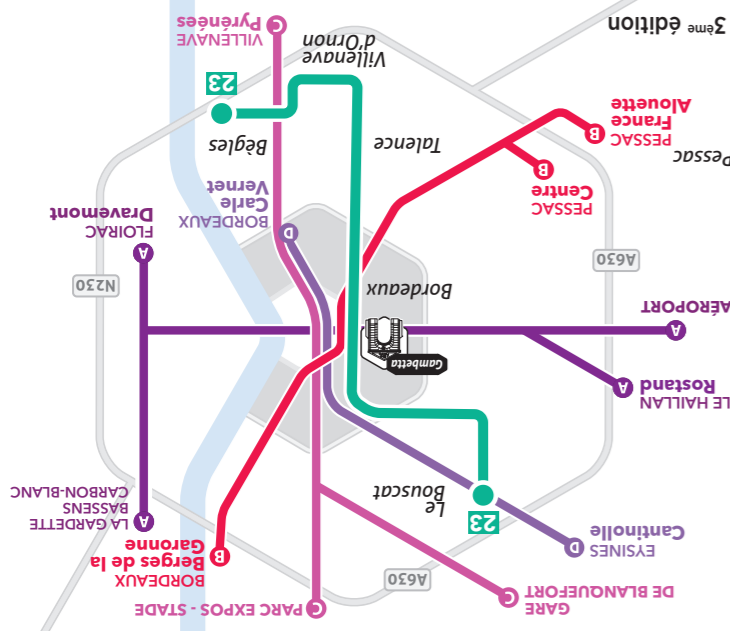 C PARC EXPOS - STADE
GARE
DE BLANQUEFORT C
A630
BORDEAUX
Berges de la
Garonne
B
EYSINES
Cantinolle
D
LA GARDETTE
BASSENS
CARBON-BLANC
A
23
Le
Bouscat
LE HAILLAN
Rostand
A
Gambetta
AÉROPORT
A
Bordeaux
N230
A630
FLOIRAC
Dravemont
A
BORDEAUX
Carle
Vernet
D
PESSAC
Centre
B
Pessac
Talence
Bègles
PESSAC
France
Alouette
B
23
Villenave
d'Ornon
VILLENAVE
Pyrénées
C
3ème édition